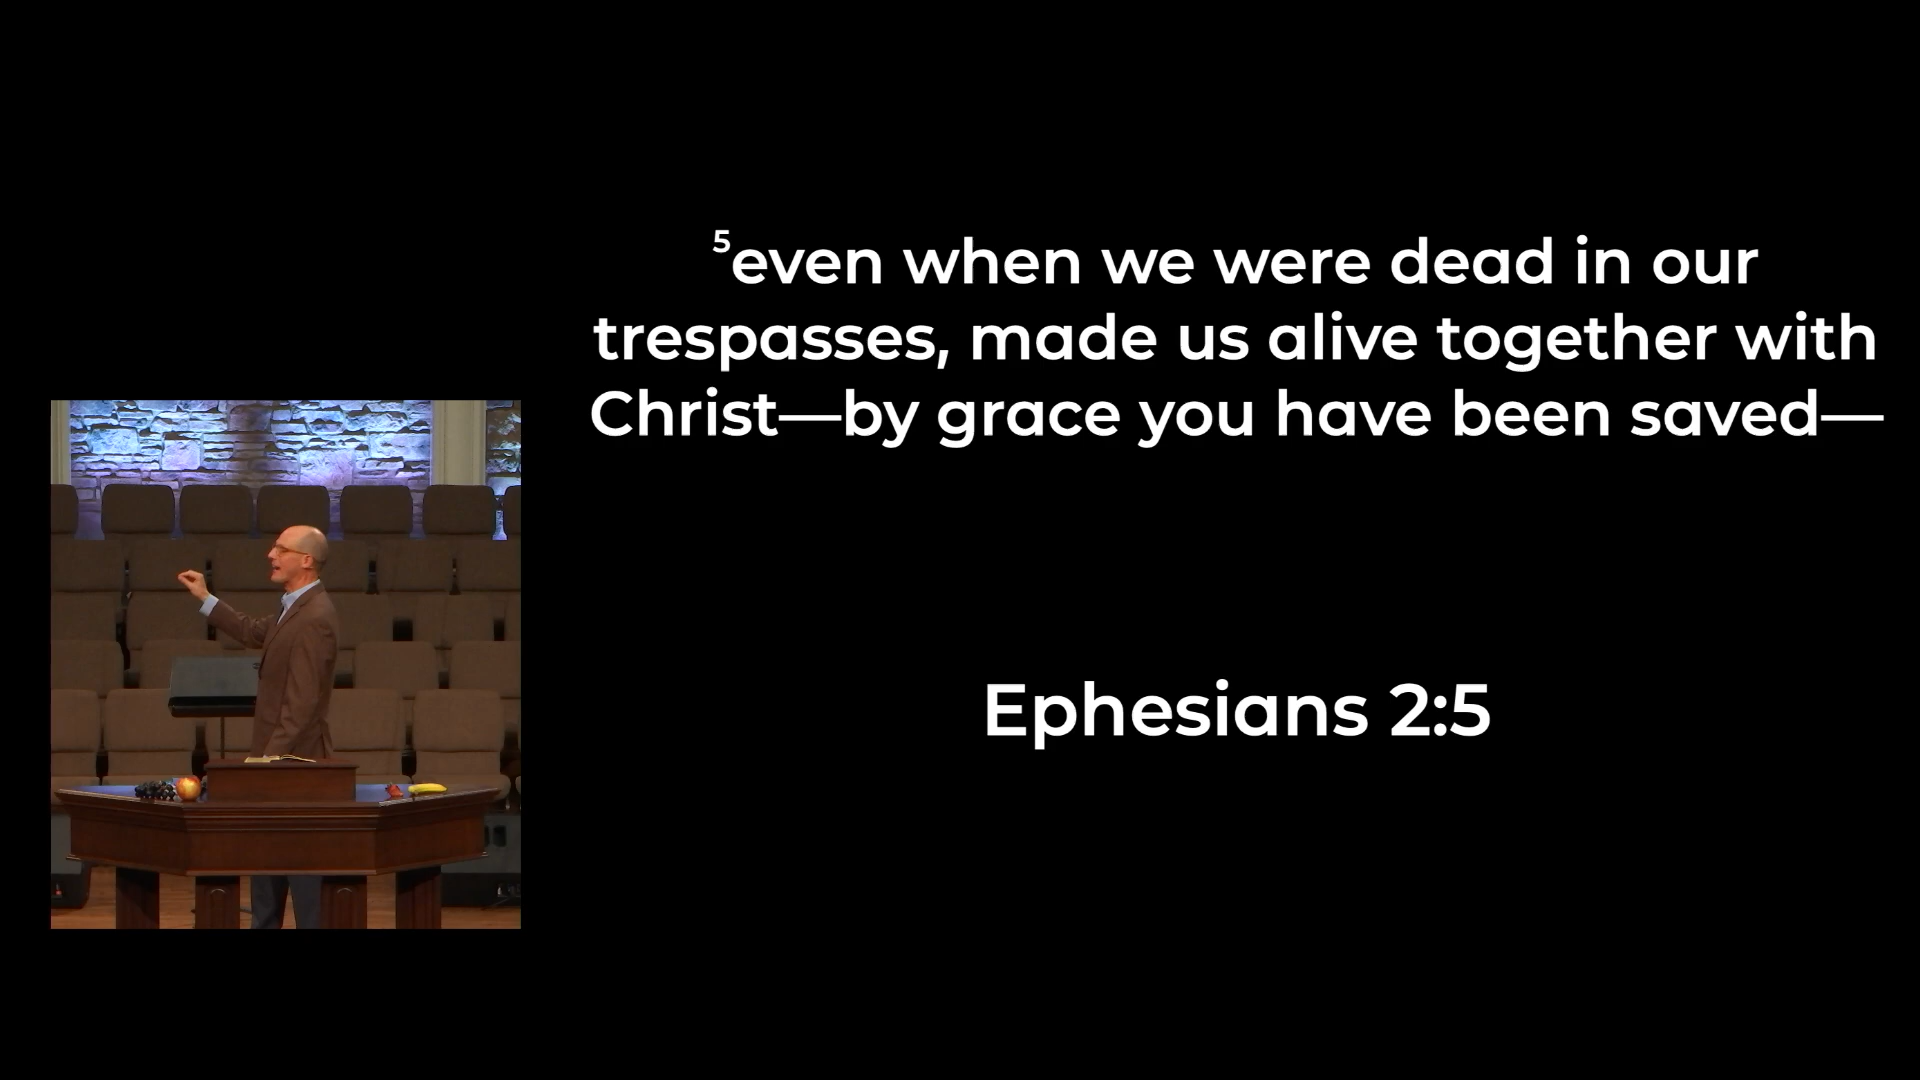 5even when we were dead in our
trespasses, made us alive together with
Christ—by grace you have been saved—
Ephesians 2:5